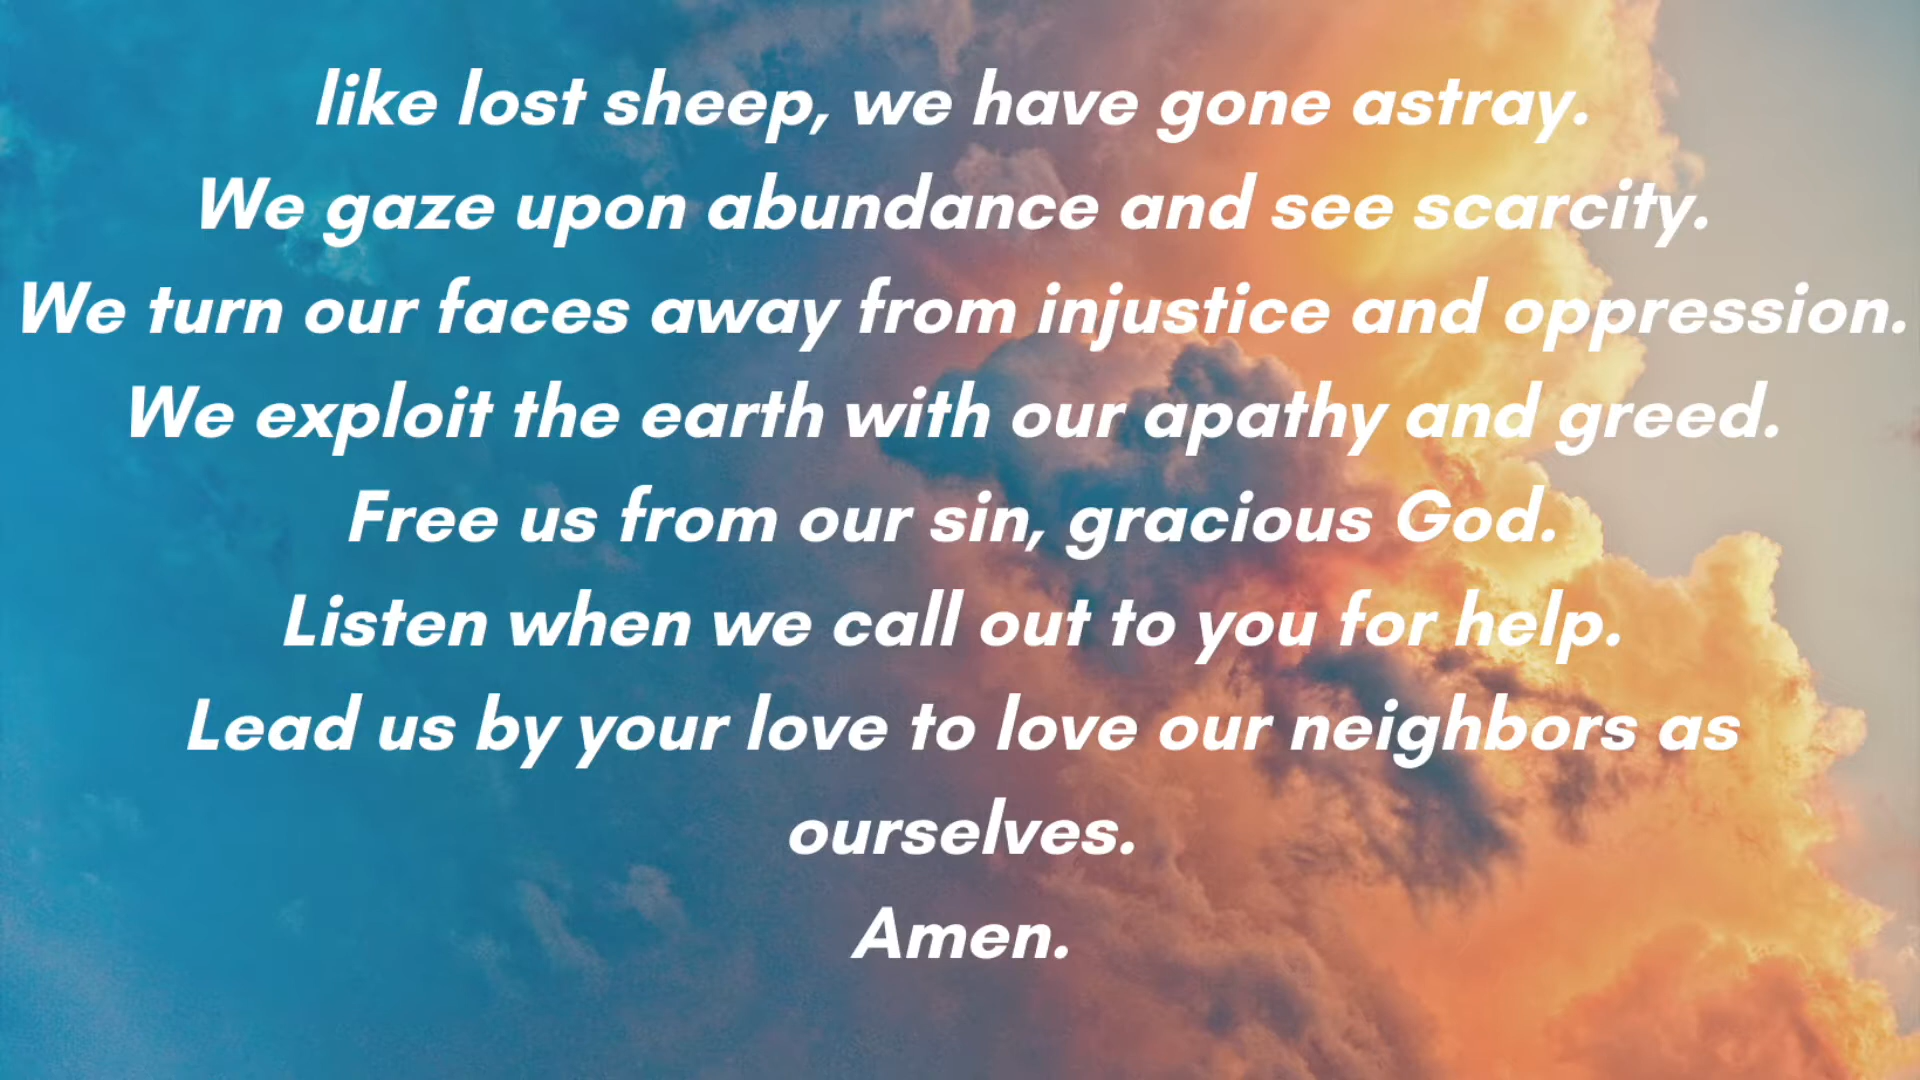 like lost sheep, we have gone astray.
We gaze upon abundance and see scarcity.
We turn our faces away from injustice and oppression.
We exploit the earth with our apathy and greed.
Free us from our sin, gracious God.
Listen when we call out to you for help.
Lead us by your love to love our neighbors as
ourselves.
Amen.